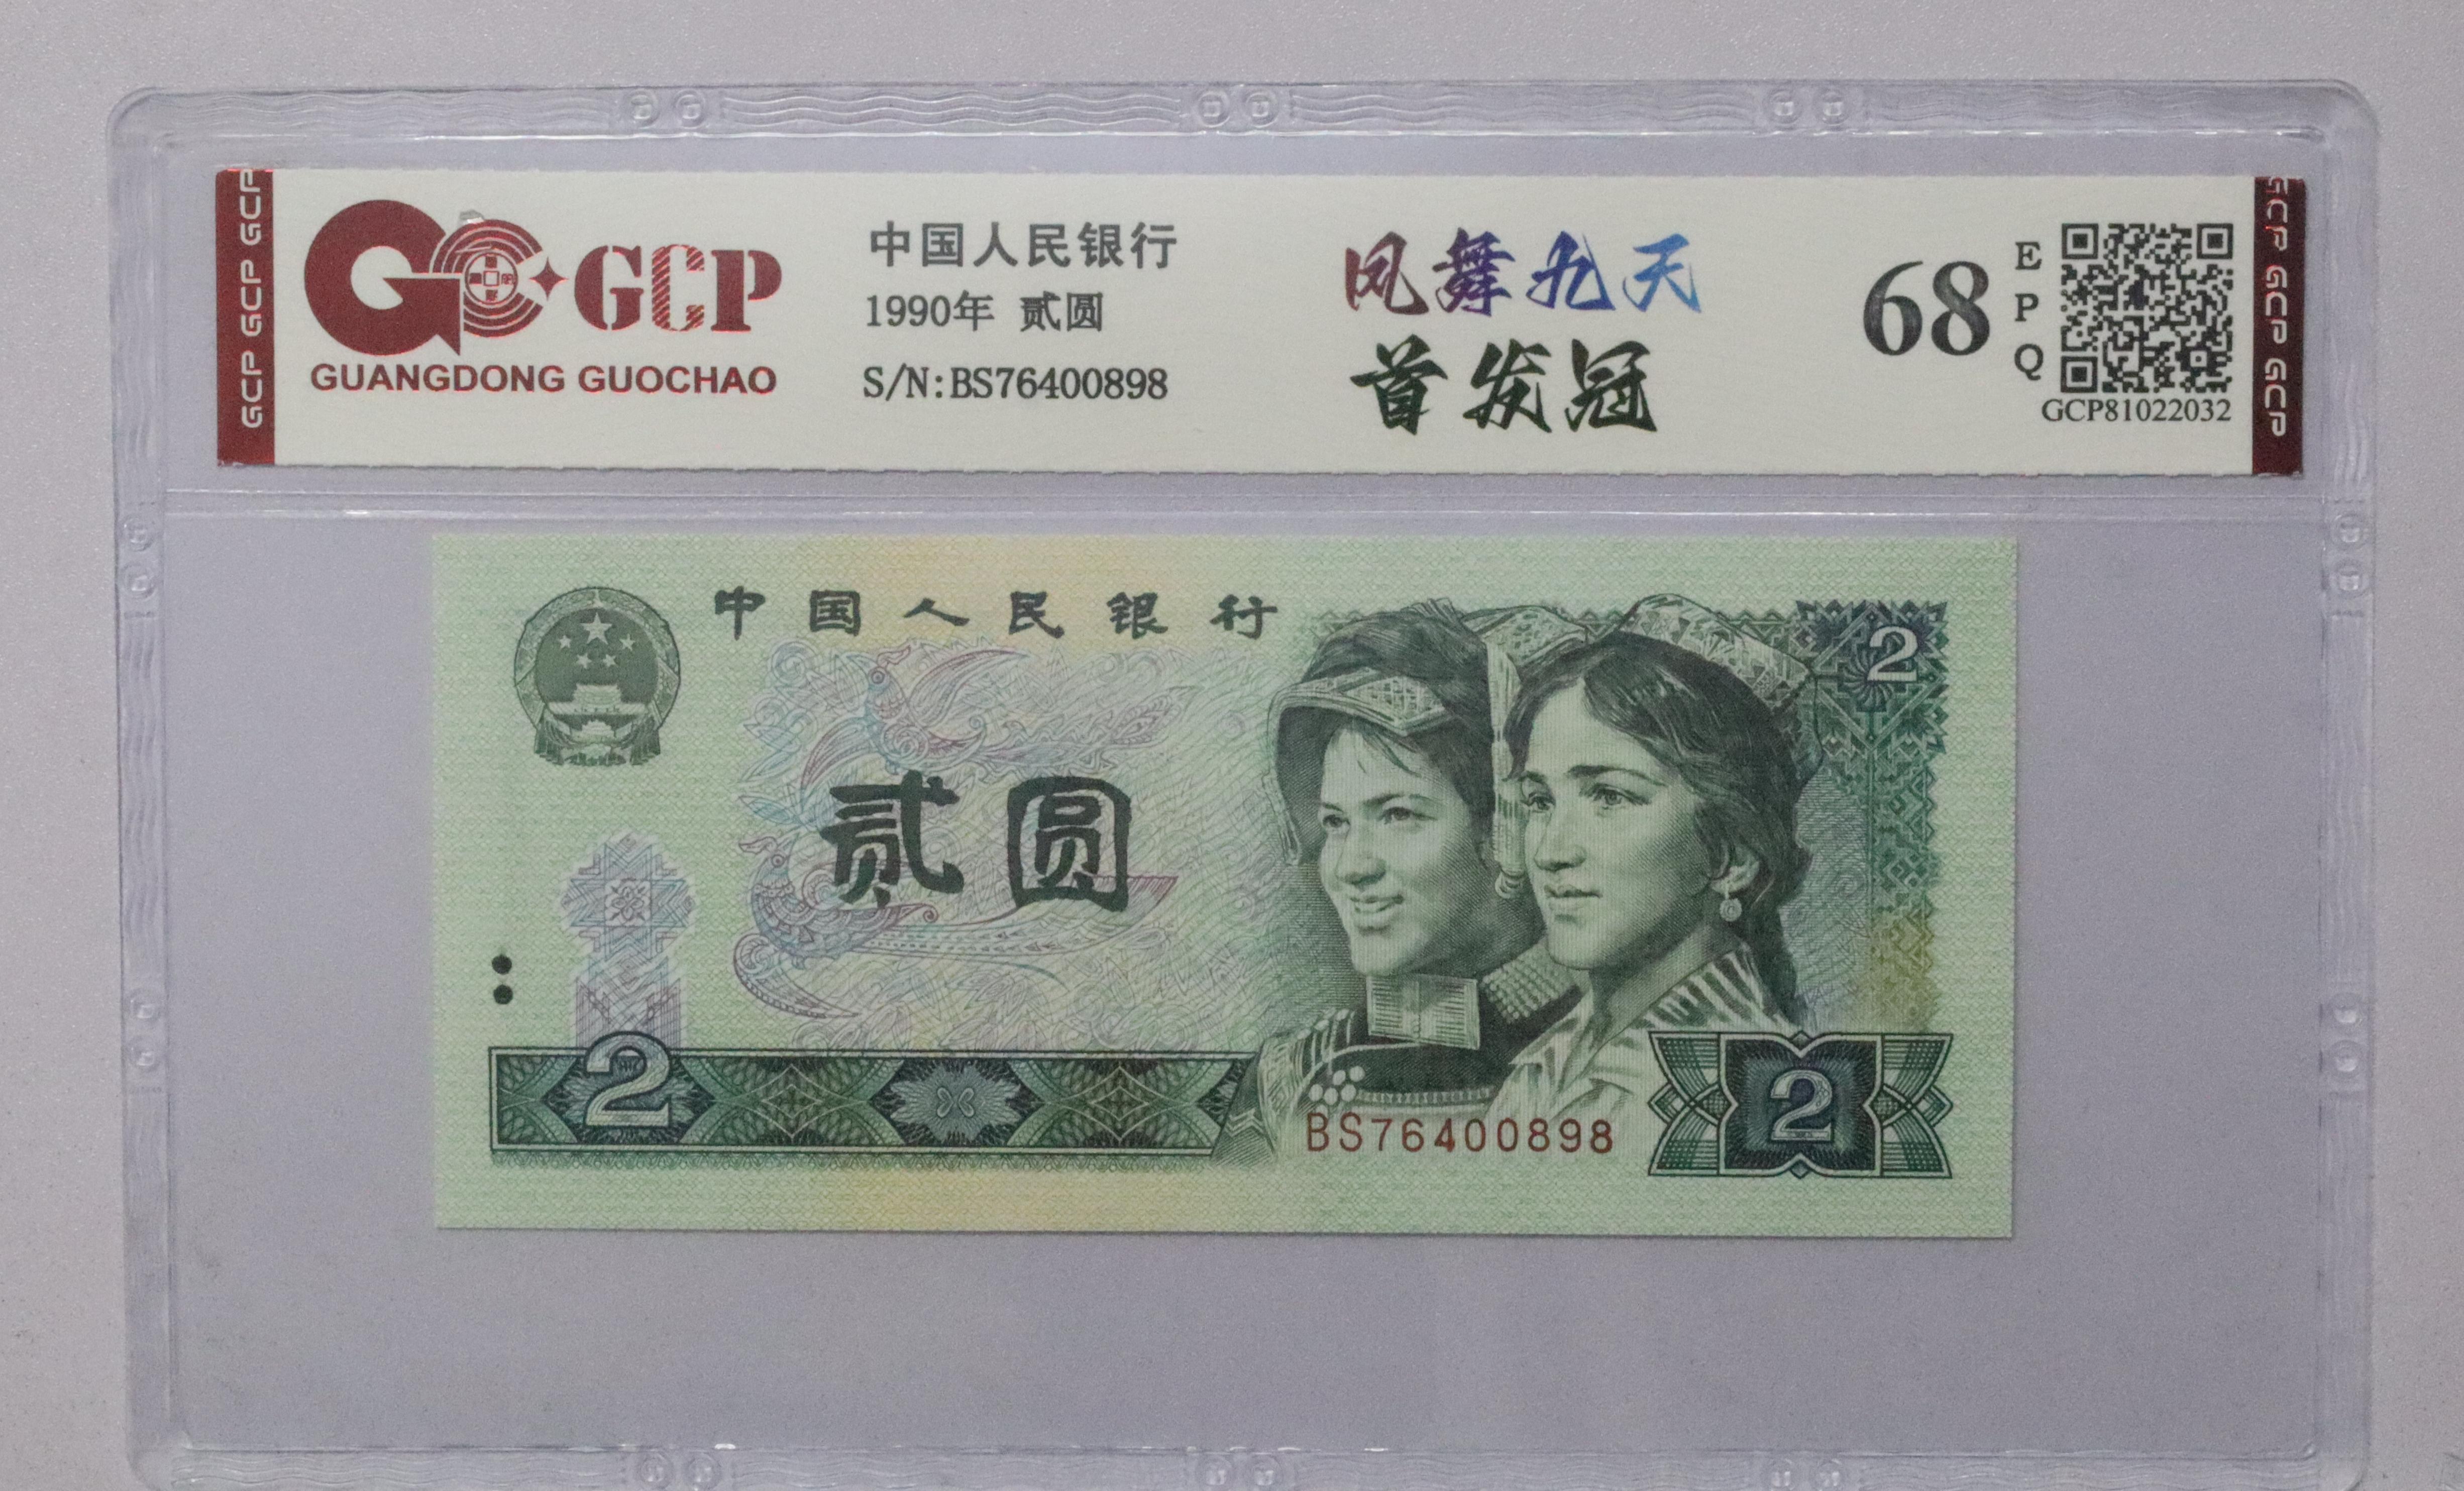 GCP GCP GCP
GCP
GUANGDONG GUOCHAO
中国人民银行
1990年 贰圆
S/N:BS76400898
凤舞九天
首发冠
68
EPQ
GCP81022032
GCP GCP GCP
中国人民银行
2
贰圆
2
BS76400898
2